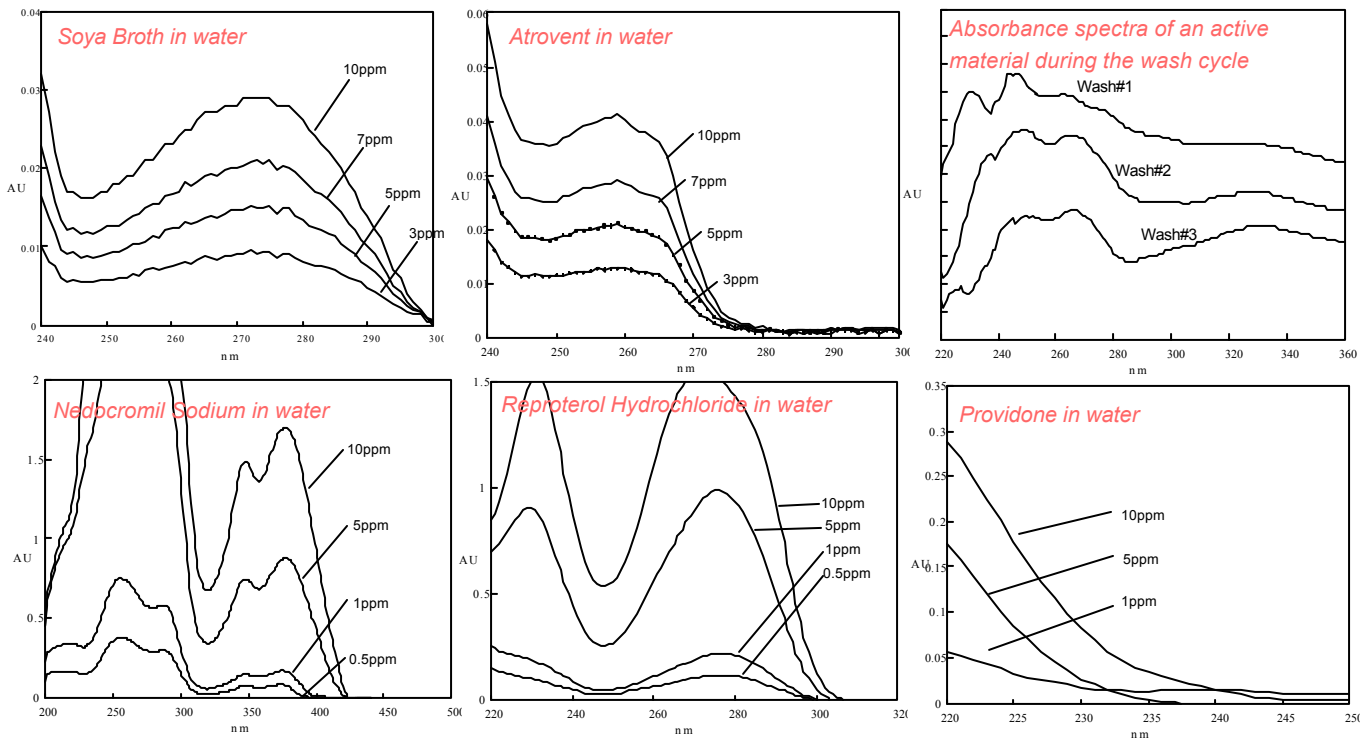 Soya Broth in water
0.04
0.03
0.02
AU
0.01
0
10ppm
7ppm
5ppm
3ppm
240
250
260
270
280
290
300
nm
Atrovent in water
0.06
0.05
0.04
0.03
AU
0.02
0.01
0
10ppm
7ppm
5ppm
3ppm
240
250
260
270
280
290
300
nm
Absorbance spectra of an active
material during the wash cycle
AU
Wash#1
Wash#2
Wash#3
220
240
260
280
300
320
340
360
nm
Nedocromil Sodium in water
2
1.5
1
AU
0.5
0
10ppm
5ppm
1ppm
0.5ppm
200
250
300
350
400
450
500
nm
Reproterol Hydrochloride in water
1.5
1
AU
0.5
0
10ppm
5ppm
1ppm
0.5ppm
220
240
260
280
300
320
nm
Providone in water
0.35
0.3
0.25
0.2
AU
0.15
0.1
0.05
0
10ppm
5ppm
1ppm
220
225
230
235
240
245
250
nm